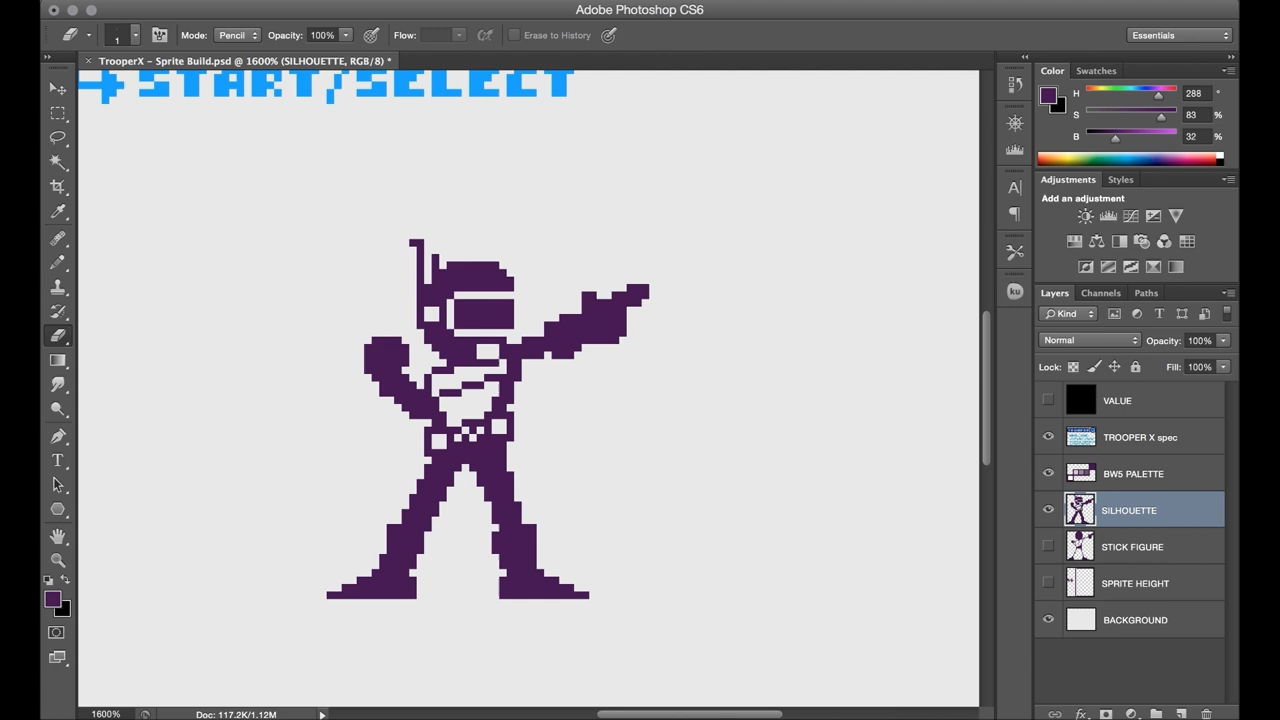 Adobe Photoshop CS6
1
Mode: Pencil Opacity: 100% Flow: Erase to History Essentials
× TrooperX – Sprite Build.psd @ 1600% (SILHOUETTE, RGB/8) *
START/SELECT
Color Swatches
H 288 °
S 83 %
B 32 %
Adjustments Styles
Add an adjustment
Layers Channels Paths
Kind
Normal Opacity: 100%
Lock: Fill: 100%
VALUE
TROOPER X spec
BW5 PALETTE
SILHOUETTE
STICK FIGURE
SPRITE HEIGHT
BACKGROUND
A|
ku
T
fx
1600% Doc: 117.2K/1.12M